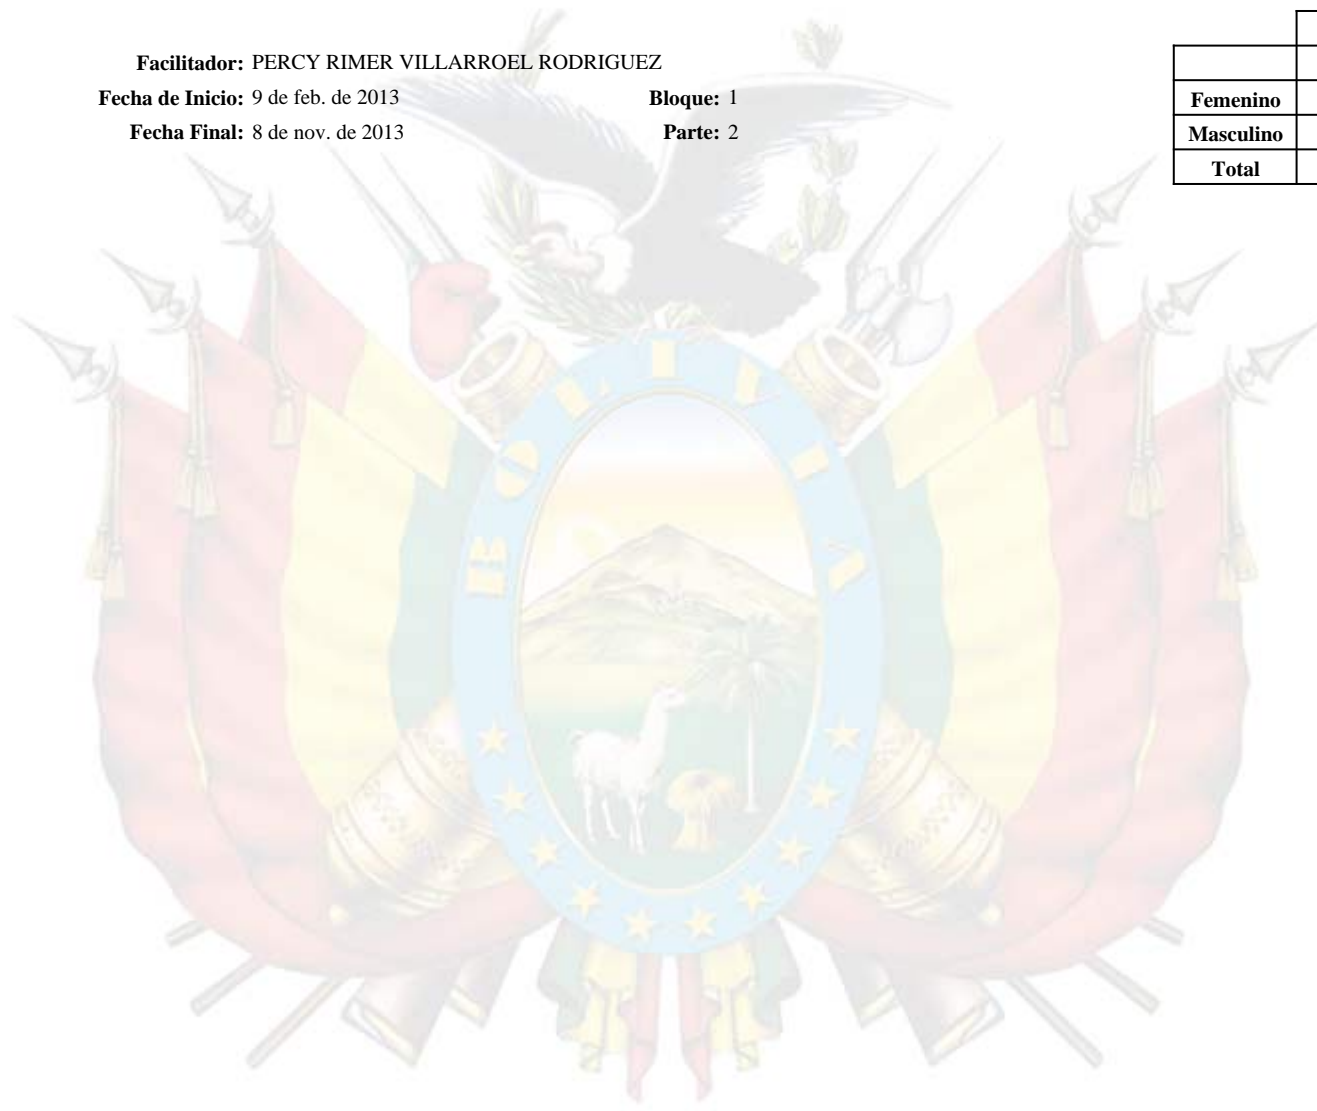 Facilitador: PERCY RIMER VILLARROEL RODRIGUEZ
Fecha de Inicio: 9 de feb. de 2013 Bloque: 1
Fecha Final: 8 de nov. de 2013 Parte: 2
Femenino
Masculino
Total
BOLIVIA